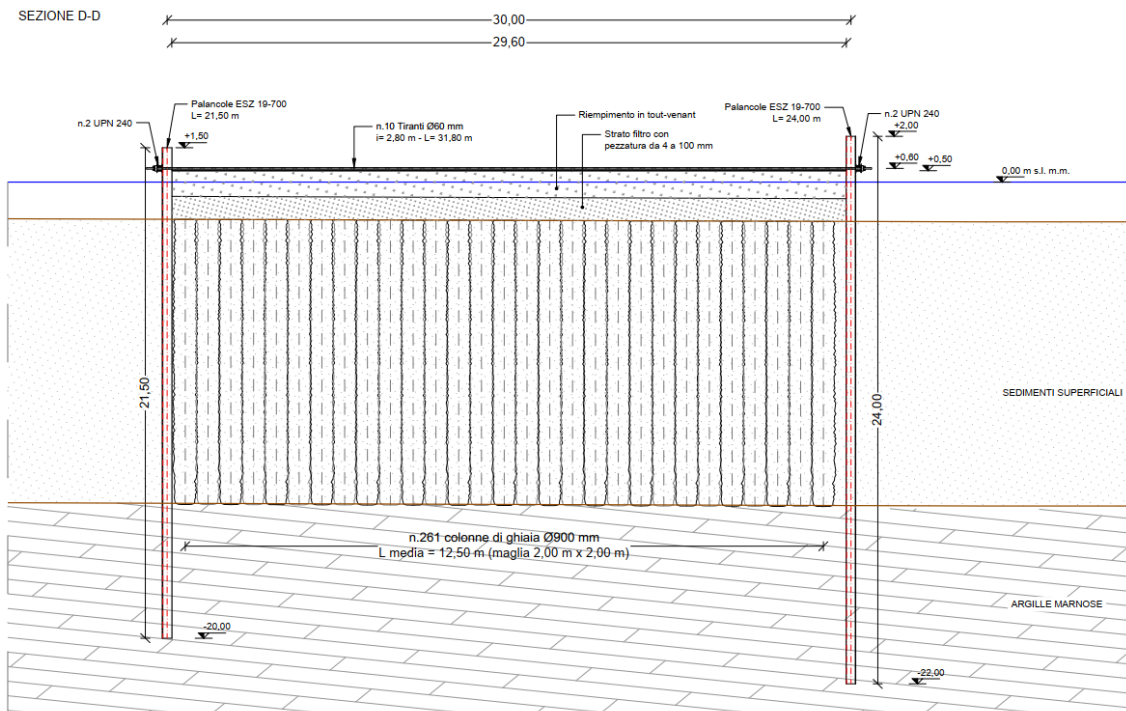 SEZIONE D-D
30,00
29,60
Palancole ESZ 19-700
L= 21,50 m
n.2 UPN 240
+1,50
n.10 Tiranti Ø60 mm
i= 2,80 m - L= 31,80 m
Riempimento in tout-venant
Strato filtro con
pezzatura da 4 a 100 mm
Palancole ESZ 19-700
L= 24,00 m
n.2 UPN 240
+2,00
+0,60
+0,50
0,00 m s.l. m.m.
21,50
24,00
SEDIMENTI SUPERFICIALI
n.261 colonne di ghiaia Ø900 mm
L media = 12,50 m (maglia 2,00 m x 2,00 m)
ARGILLE MARNOSE
-20,00
-22,00